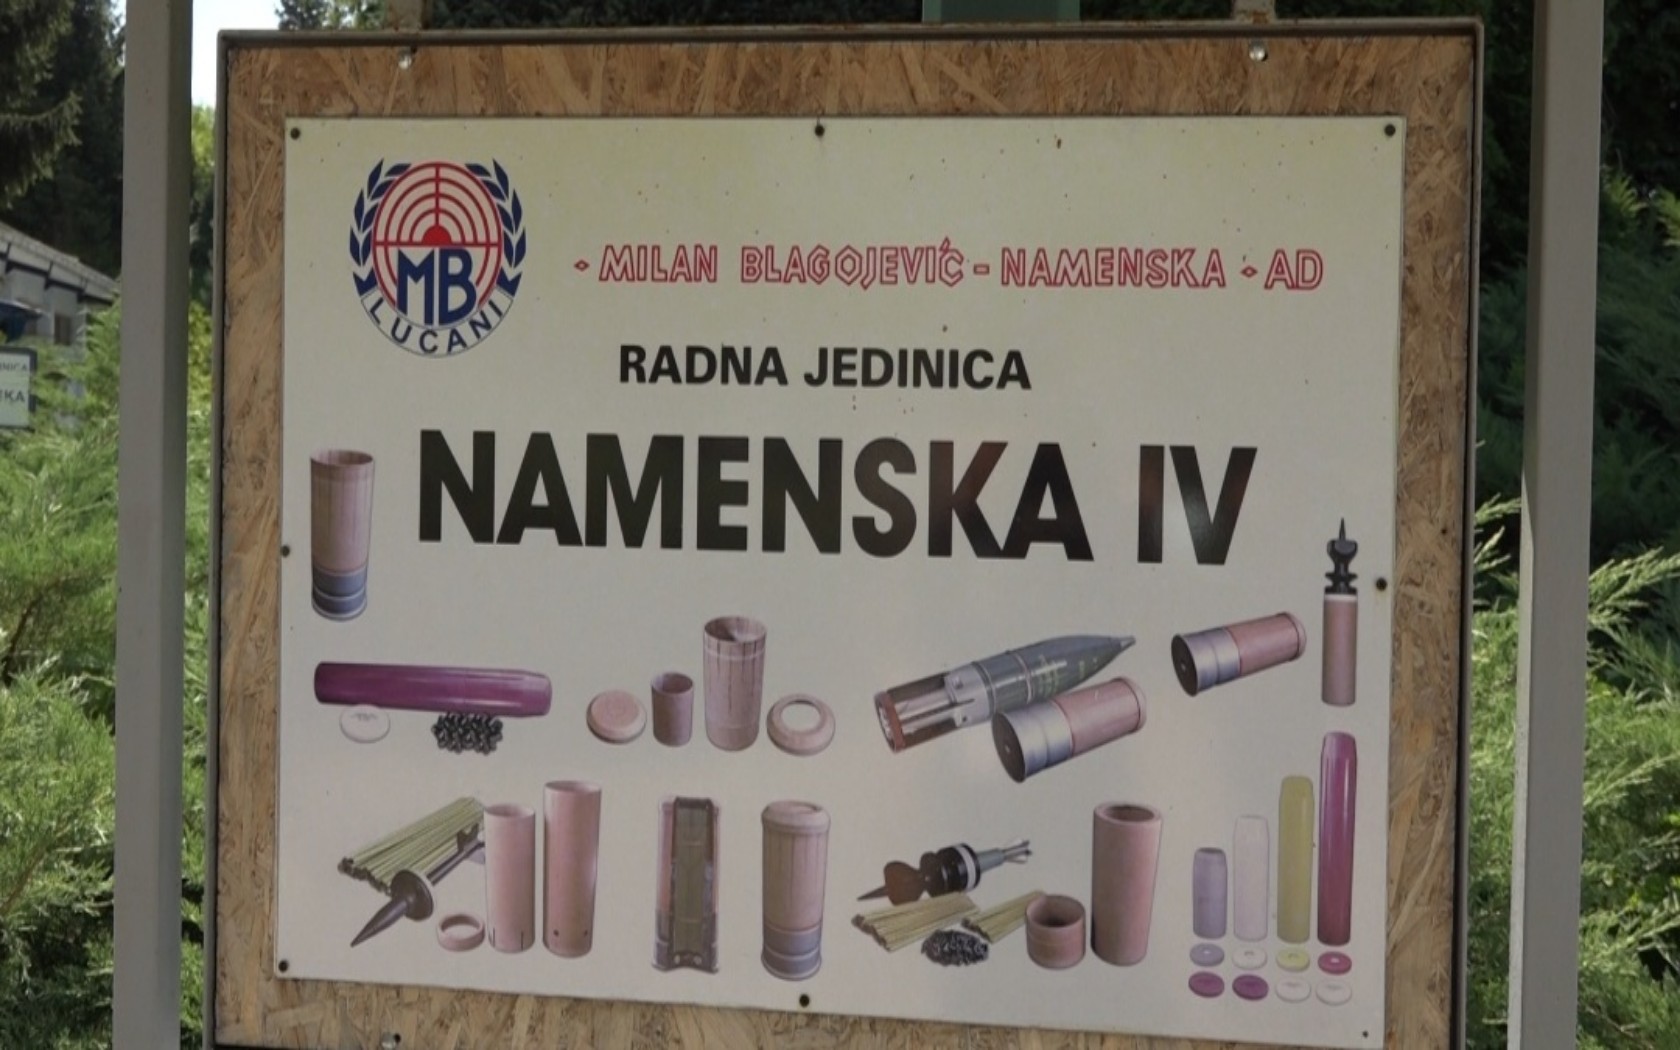 MB
LUČANI
MILAN BLAGOJEVIĆ - NAMENSKA · AD
RADNA JEDINICA
NAMENSKA IV